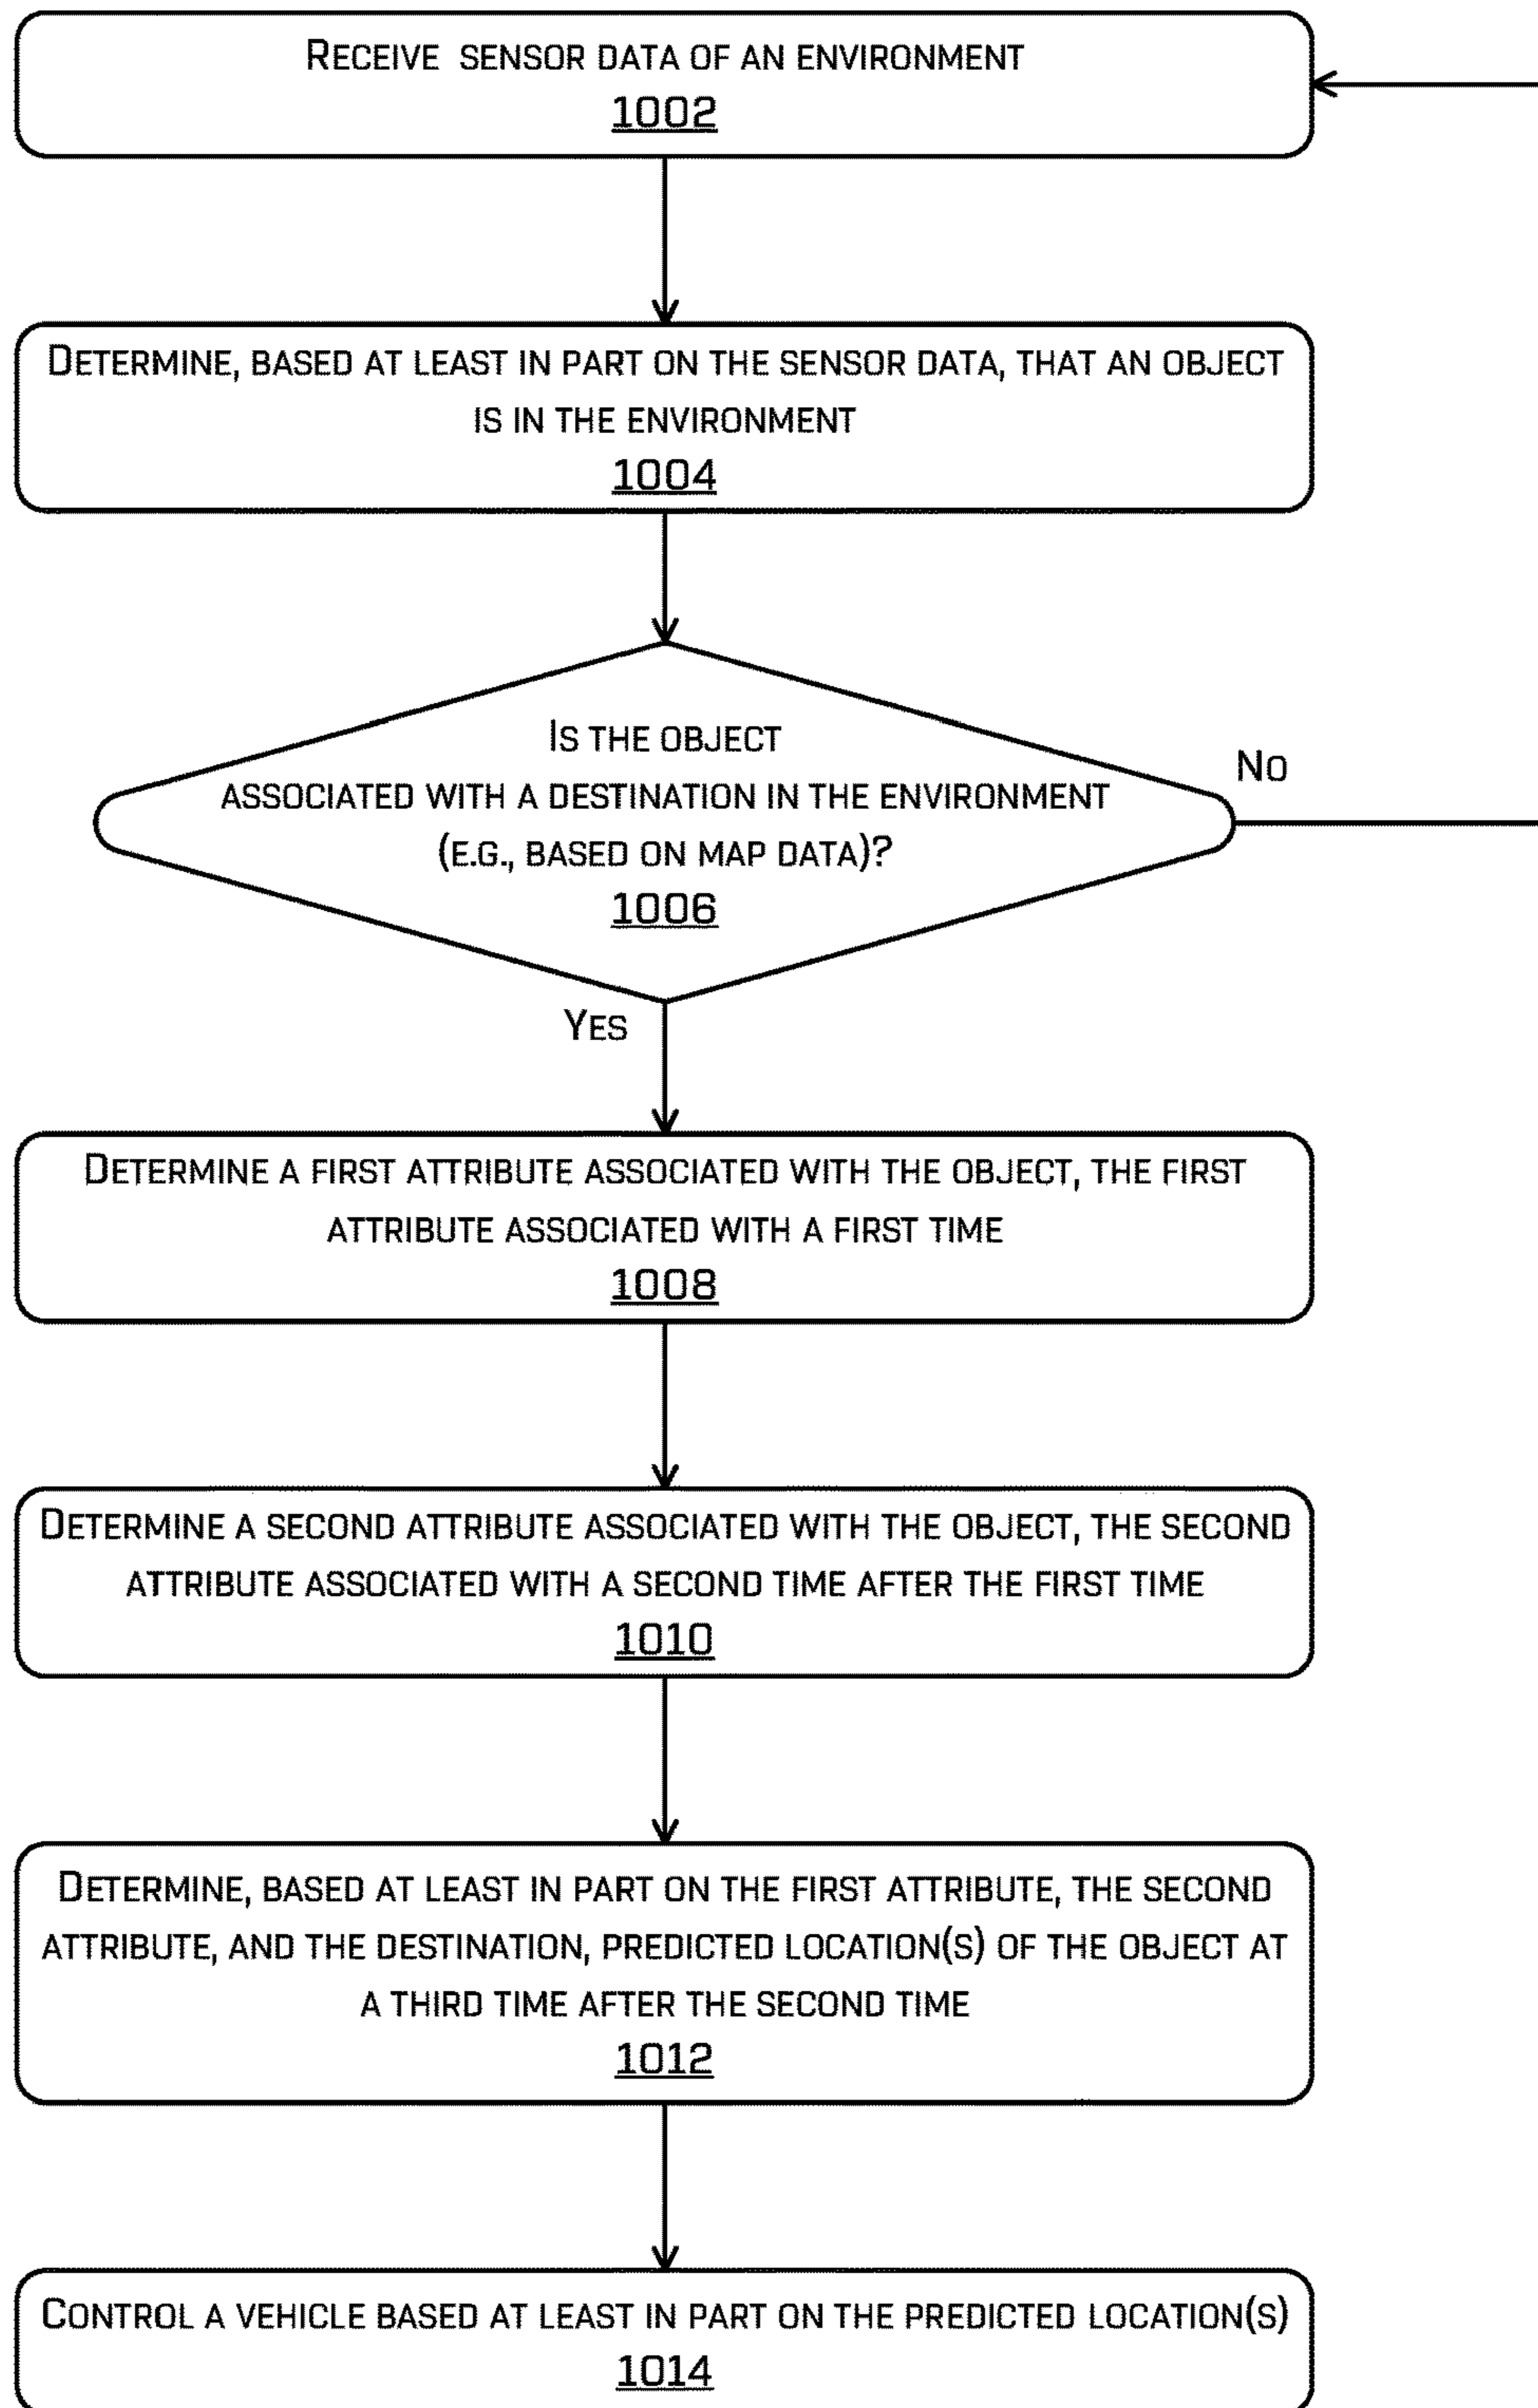 RECEIVE SENSOR DATA OF AN ENVIRONMENT
1002
DETERMINE, BASED AT LEAST IN PART ON THE SENSOR DATA, THAT AN OBJECT
IS IN THE ENVIRONMENT
1004
IS THE OBJECT
ASSOCIATED WITH A DESTINATION IN THE ENVIRONMENT
(E.G., BASED ON MAP DATA)?
1006
NO
YES
DETERMINE A FIRST ATTRIBUTE ASSOCIATED WITH THE OBJECT, THE FIRST
ATTRIBUTE ASSOCIATED WITH A FIRST TIME
1008
DETERMINE A SECOND ATTRIBUTE ASSOCIATED WITH THE OBJECT, THE SECOND
ATTRIBUTE ASSOCIATED WITH A SECOND TIME AFTER THE FIRST TIME
1010
DETERMINE, BASED AT LEAST IN PART ON THE FIRST ATTRIBUTE, THE SECOND
ATTRIBUTE, AND THE DESTINATION, PREDICTED LOCATION(S) OF THE OBJECT AT
A THIRD TIME AFTER THE SECOND TIME
1012
CONTROL A VEHICLE BASED AT LEAST IN PART ON THE PREDICTED LOCATION(S)
1014